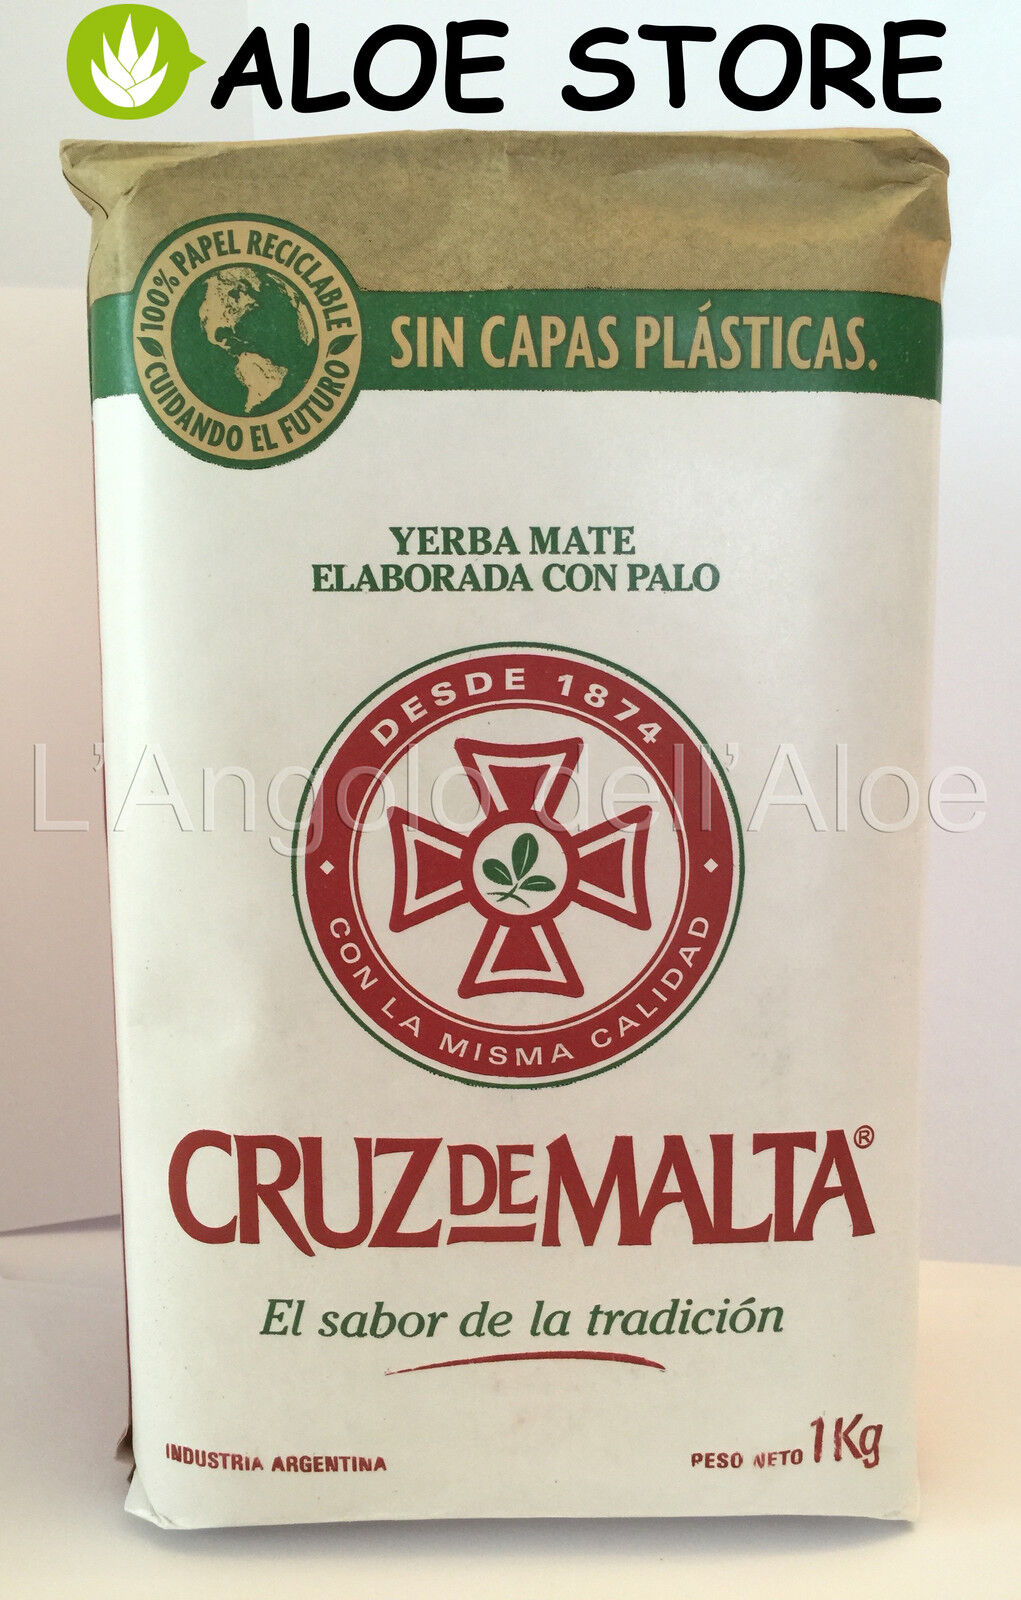 ALOE STORE
100% PAPEL RECICLABLE
CUIDANDO EL FUTURO
SIN CAPAS PLÁSTICAS.
YERBA MATE
ELABORADA CON PALO
DESDE 1874
L'Angolo dell'Aloe
CON LA MISMA CALIDAD
CRUZ DE MALTA®
El sabor de la tradición
INDUSTRIA ARGENTINA
PESO NETO 1Kg